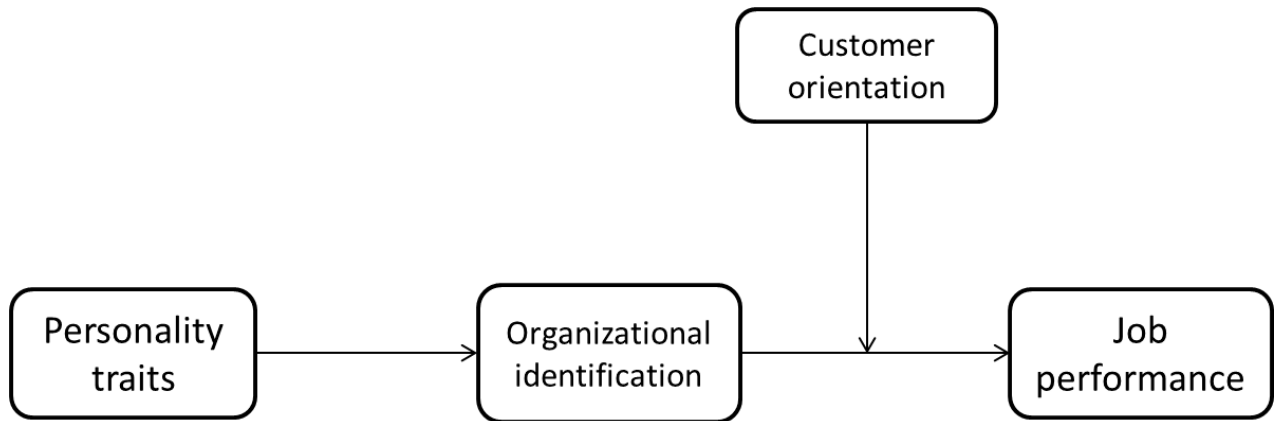 Customer
orientation
Personality
traits
Organizational
identification
Job
performance